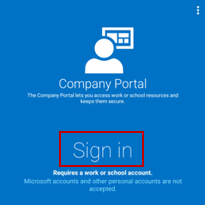 Company Portal
The Company Portal lets you access work or school resources and
keeps them secure.
Sign in
Requires a work or school account.
Microsoft accounts and other personal accounts are not
accepted.